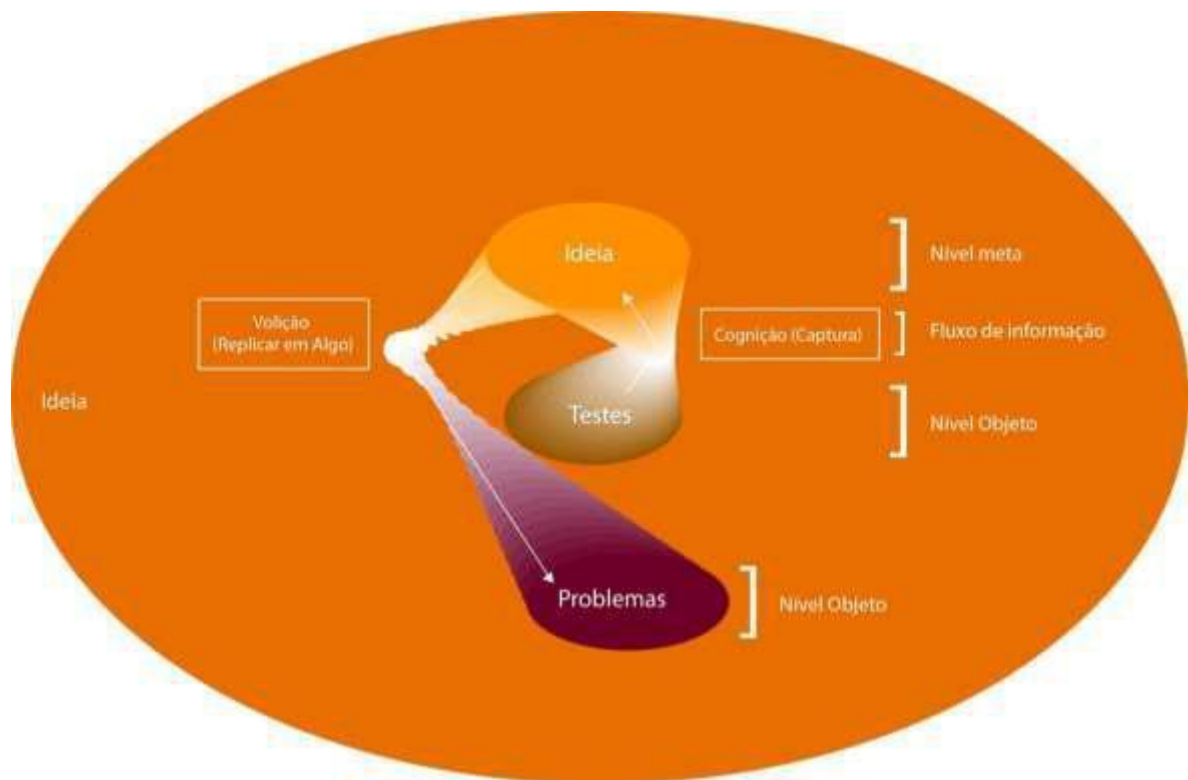 Ideia
Nível meta
Volição
(Replicar em Algo)
Cognição (Captura)
Fluxo de informação
Ideia
Testes
Nível Objeto
Problemas
Nível Objeto